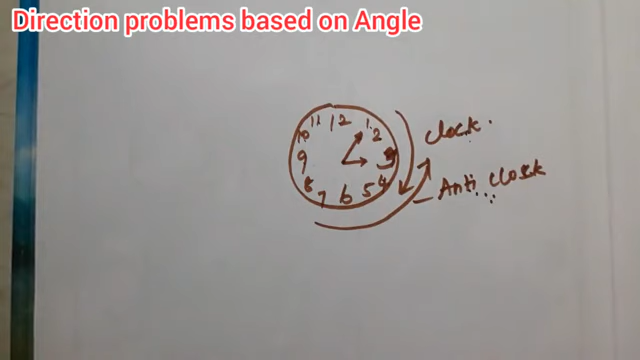 Direction problems based on Angle
11 12 1
10 2
9 3
8 4
7 6 5
Clock.
Anti clock